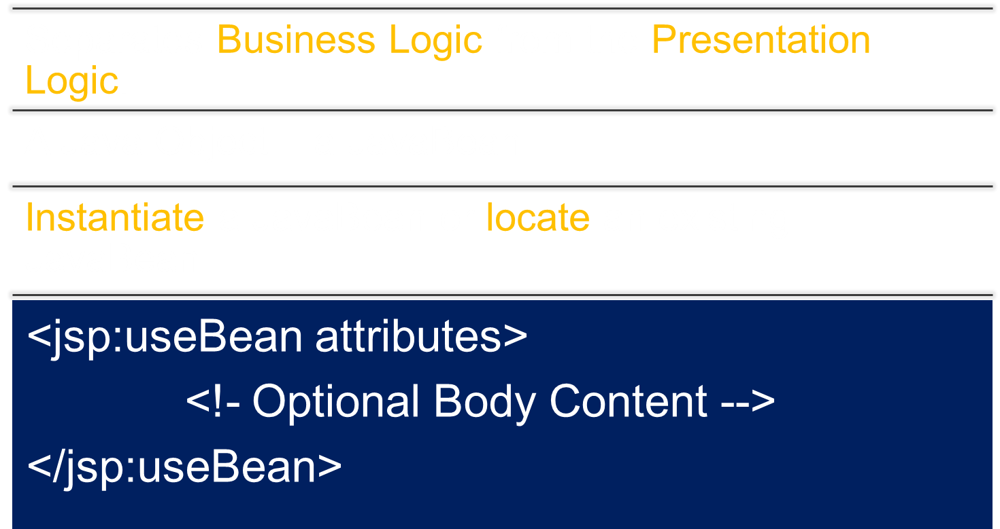 Business Logic Presentation
Logic
Instantiate locate
<jsp:useBean attributes>
<!- Optional Body Content -->
</jsp:useBean>